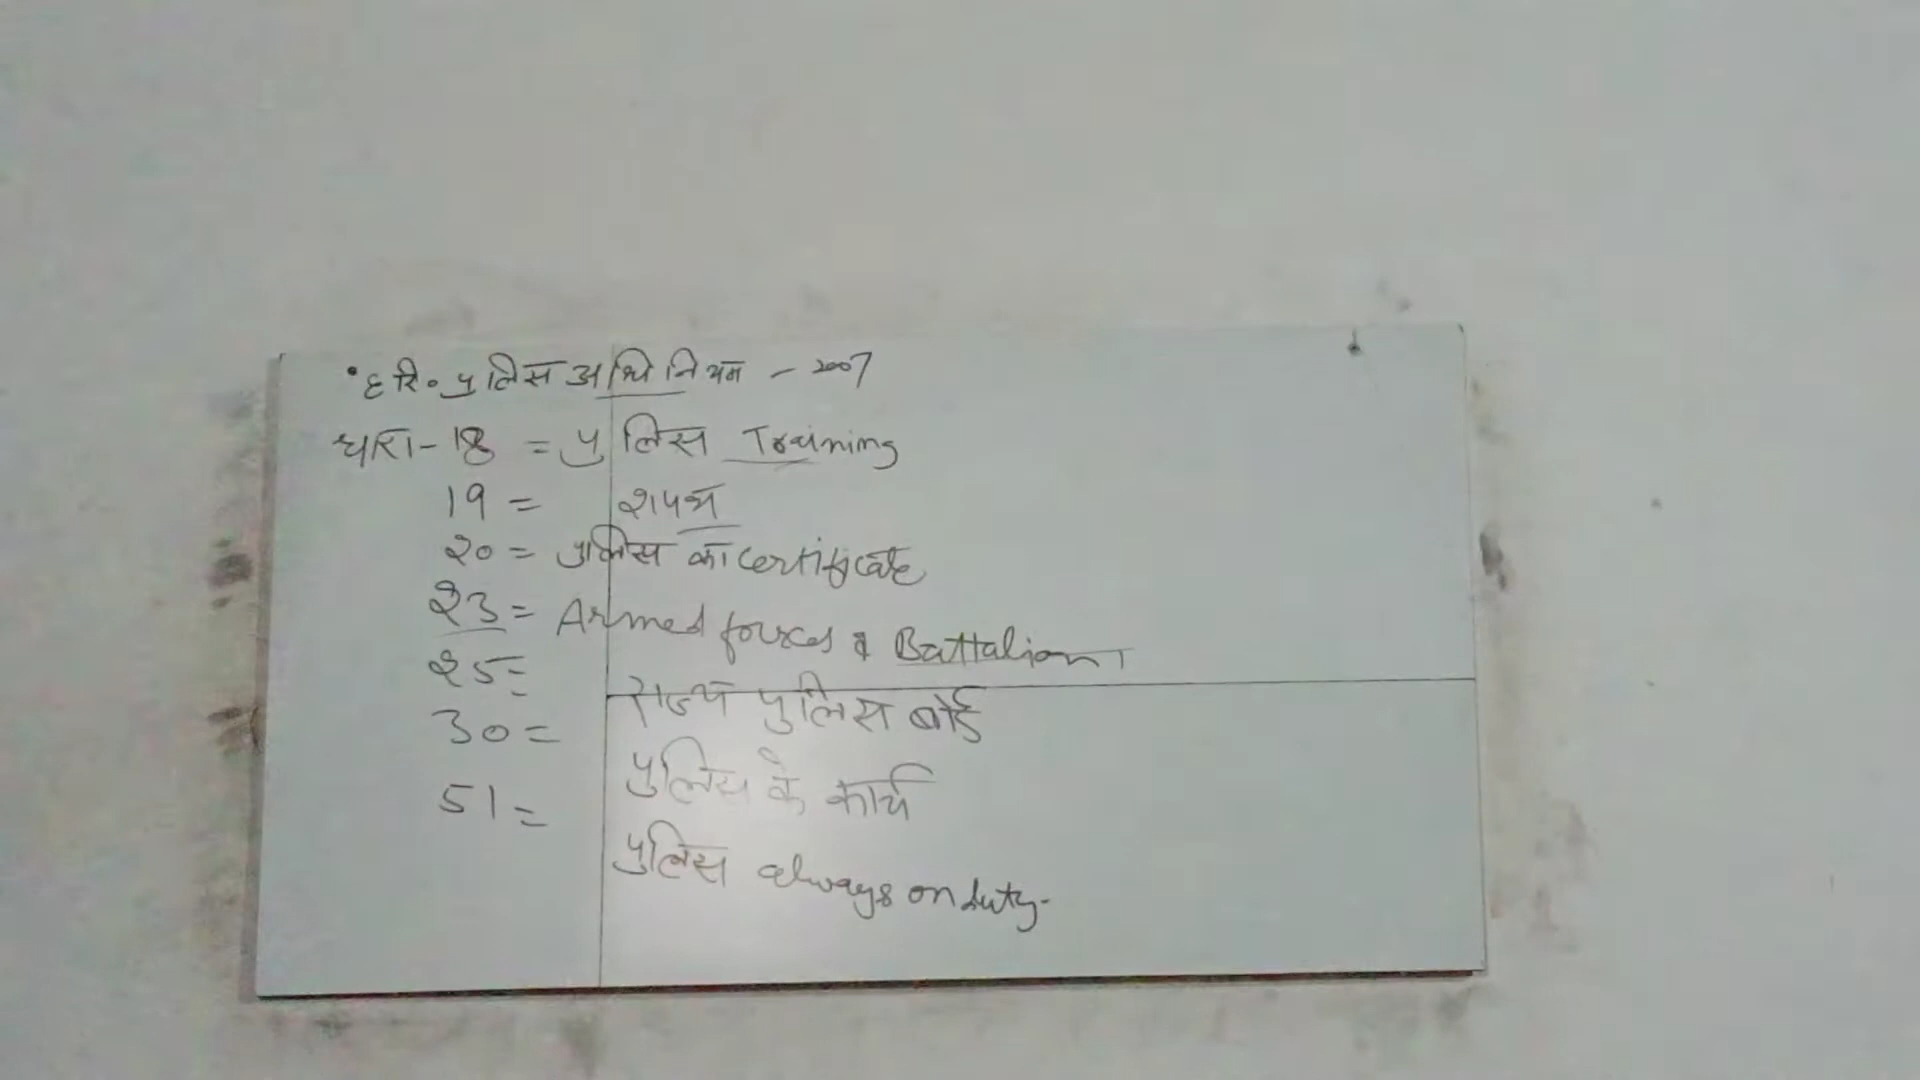 • हरि॰ पुलिस अधिनियम - 2007
धारा - 18 = पुलिस Training
19 = शपथ
20 = पुलिस का certificate
23 = Armed forces & Battalion
25 = राज्य पुलिस बोर्ड
30 = पुलिस के कार्य
51 = पुलिस always on duty.